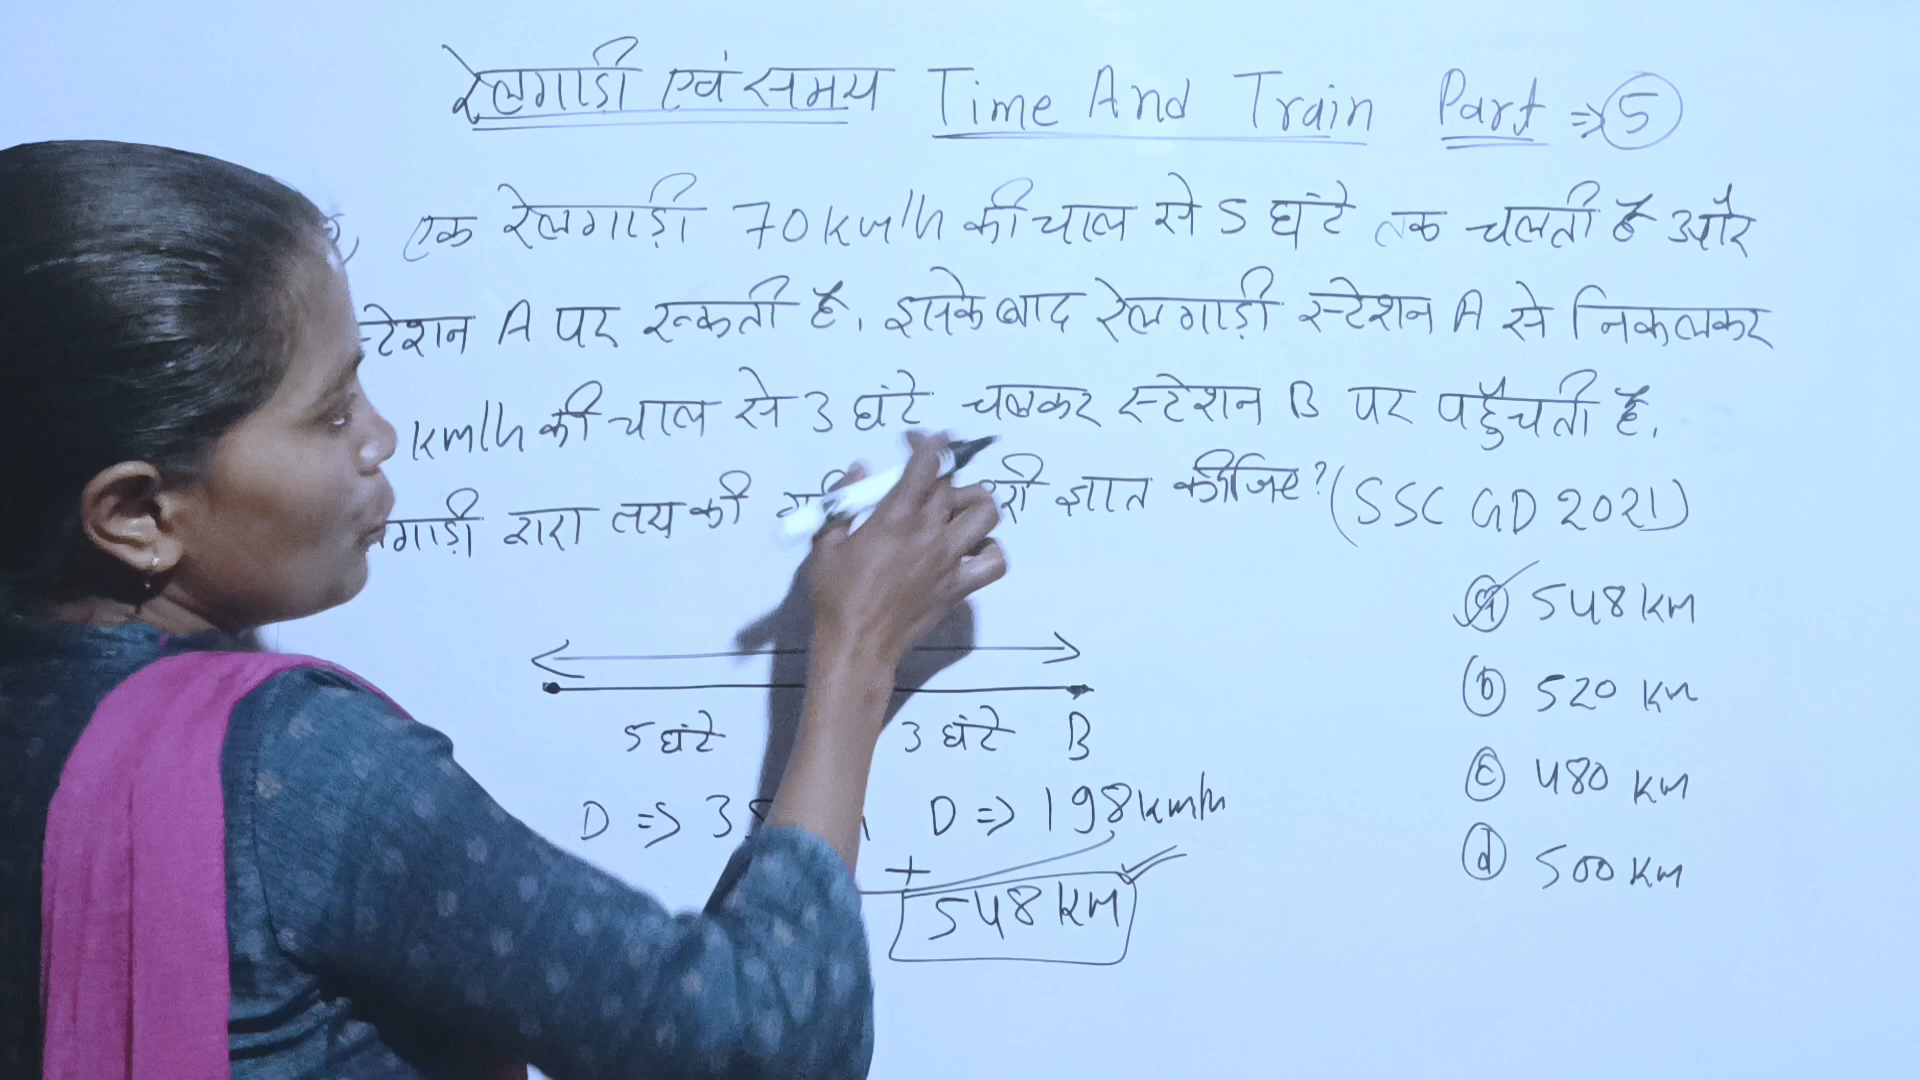 रेलगाड़ी एवं समय Time And Train Part ⇒ 5
एक रेलगाड़ी 70 km/h की चाल से 5 घंटे तक चलती है और
स्टेशन A पर रूकती है. इसके बाद रेलगाड़ी स्टेशन A से निकलकर
km/h की चाल से 3 घंटे चलकर स्टेशन B पर पहुँचती है.
द्वारा तय की ज्ञात कीजिए? (SSC GD 2021)
(a) 548 km
(b) 520 km
(c) 480 km
(d) 500 km
5 घंटे 3 घंटे B
D ⇒ 35 D ⇒ 198 km/h
+
548 km